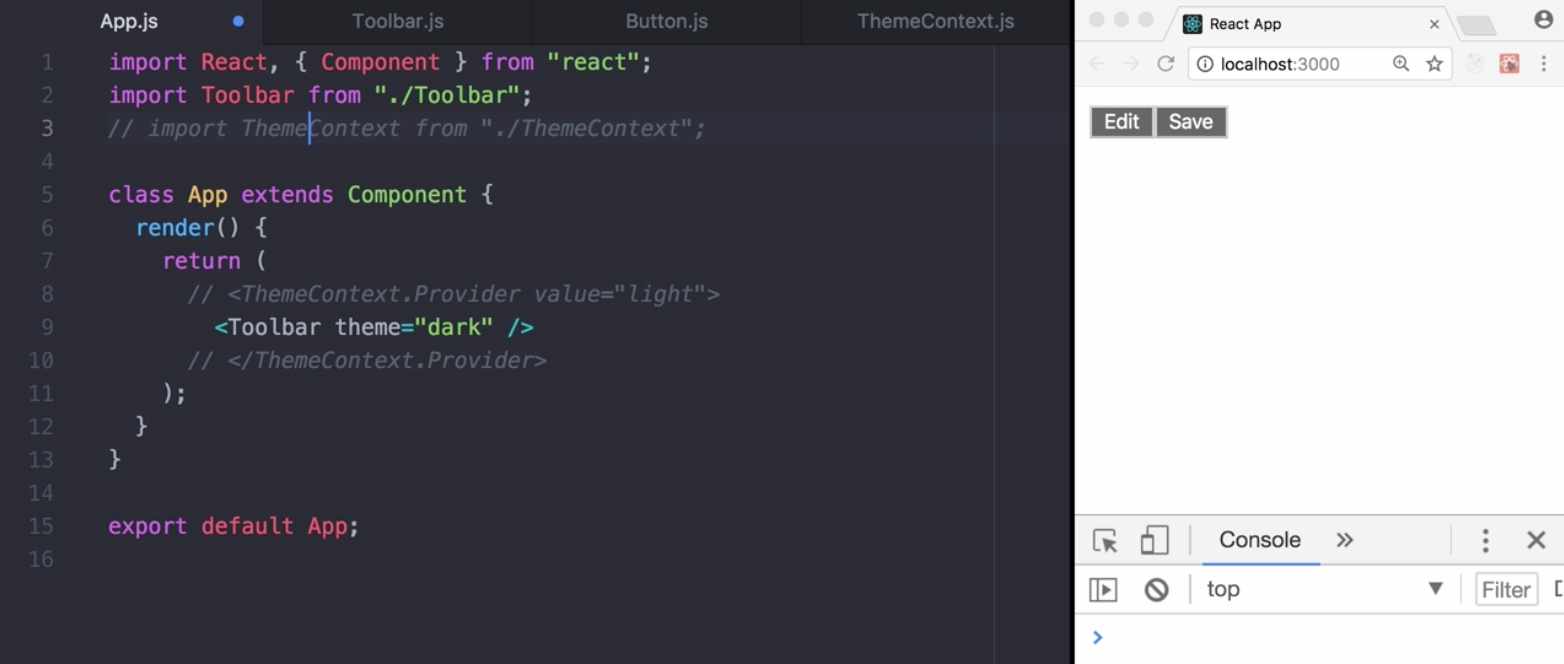 App.js Toolbar.js Button.js ThemeContext.js
1 import React, { Component } from "react";
2 import Toolbar from "./Toolbar";
3 // import ThemeContext from "./ThemeContext";
4
5 class App extends Component {
6   render() {
7     return (
8       // <ThemeContext.Provider value="light">
9         <Toolbar theme="dark" />
10       // </ThemeContext.Provider>
11     );
12   }
13 }
14
15 export default App;
16
React App
localhost:3000
Edit Save
Console
top Filter